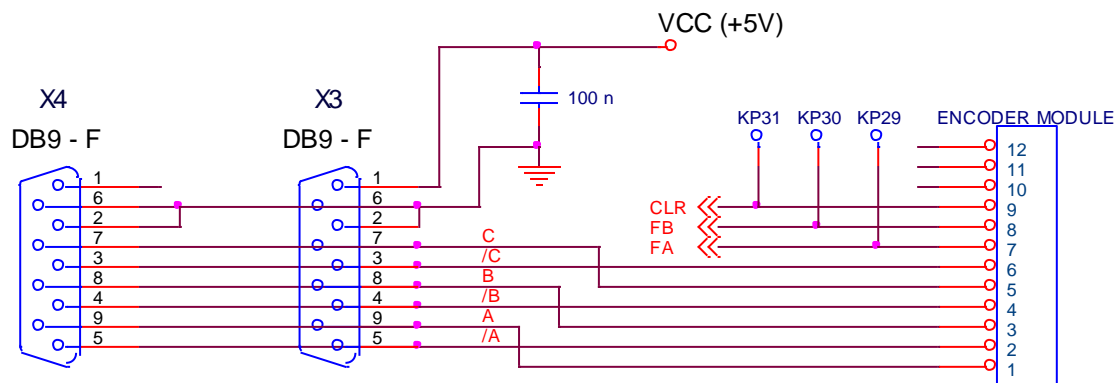 VCC (+5V)
X4
X3
100 n
DB9 - F
DB9 - F
KP31
KP30
KP29
ENCODER MODULE
12
11
10
9
8
7
6
5
4
3
2
1
CLR
FB
FA
1
6
2
7
3
8
4
9
5
1
6
2
7
3
8
4
9
5
C
/C
B
/B
A
/A